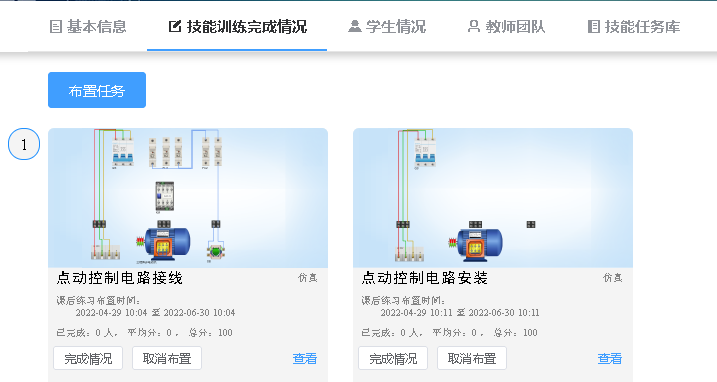 基本信息
技能训练完成情况
学生情况
教师团队
技能任务库
布置任务
1
点动控制电路接线
仿真
课后练习布置时间：
2022-04-29 10:04 至 2022-06-30 10:04
已完成：0 人， 平均分：0 ， 总分：100
完成情况
取消布置
查看
点动控制电路安装
仿真
课后练习布置时间：
2022-04-29 10:11 至 2022-06-30 10:11
已完成：0 人， 平均分：0 ， 总分：100
完成情况
取消布置
查看